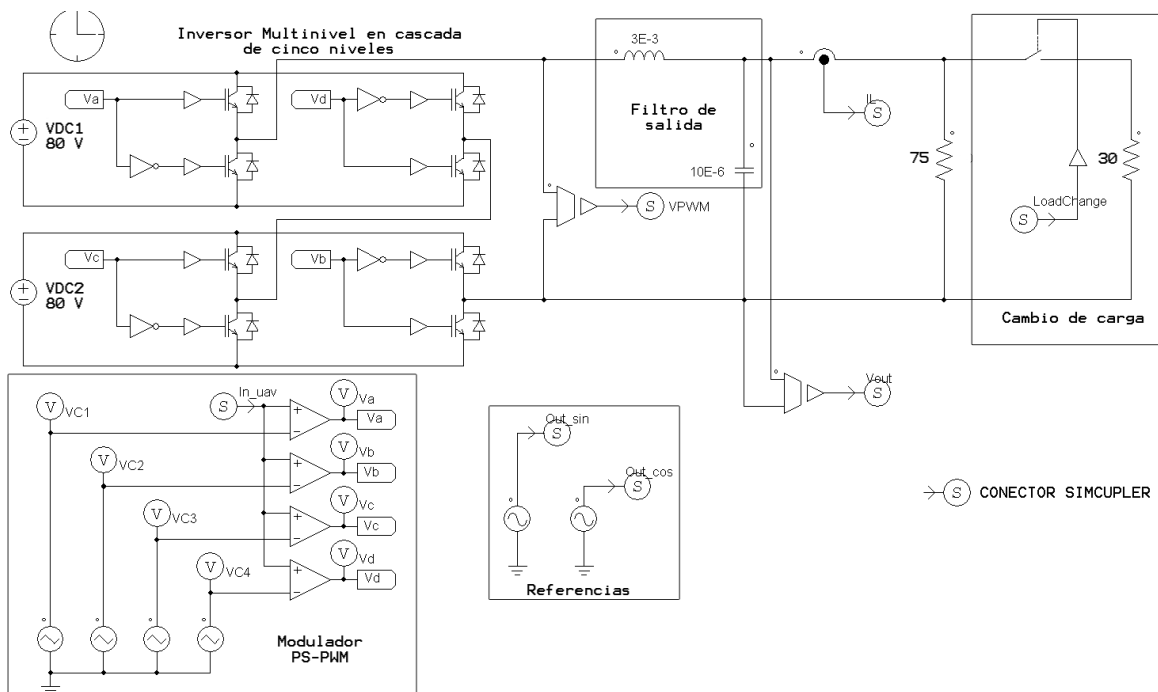 Inversor Multinivel en cascada
de cinco niveles
3E-3
Filtro de
salida
10E-6
Va
Vd
VDC1
80 V
IL
S
75
30
LoadChange
S
S
VPWM
Vc
Vb
VDC2
80 V
Cambio de carga
Vout
S
In_uav
S
V
VC1
V
Va
Va
V
VC2
V
Vb
Vb
V
VC3
V
Vc
Vc
V
VC4
V
Vd
Vd
Modulador
PS-PWM
Out_sin
S
Out_cos
S
Referencias
S
CONECTOR SIMCUPLER